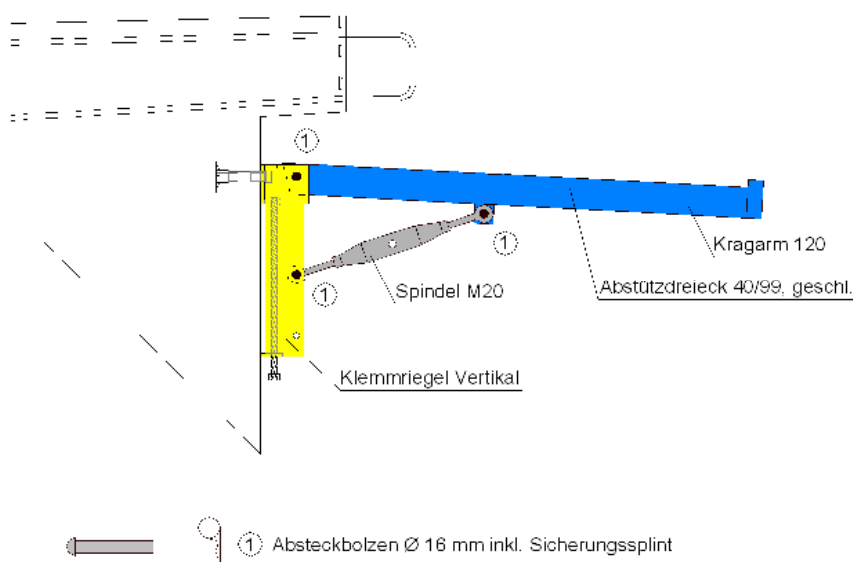 1
Kragarm 120
1
Abstützdreieck 40/99, geschl.
1
Spindel M20
Klemmriegel Vertikal
1 Absteckbolzen Ø 16 mm inkl. Sicherungssplint